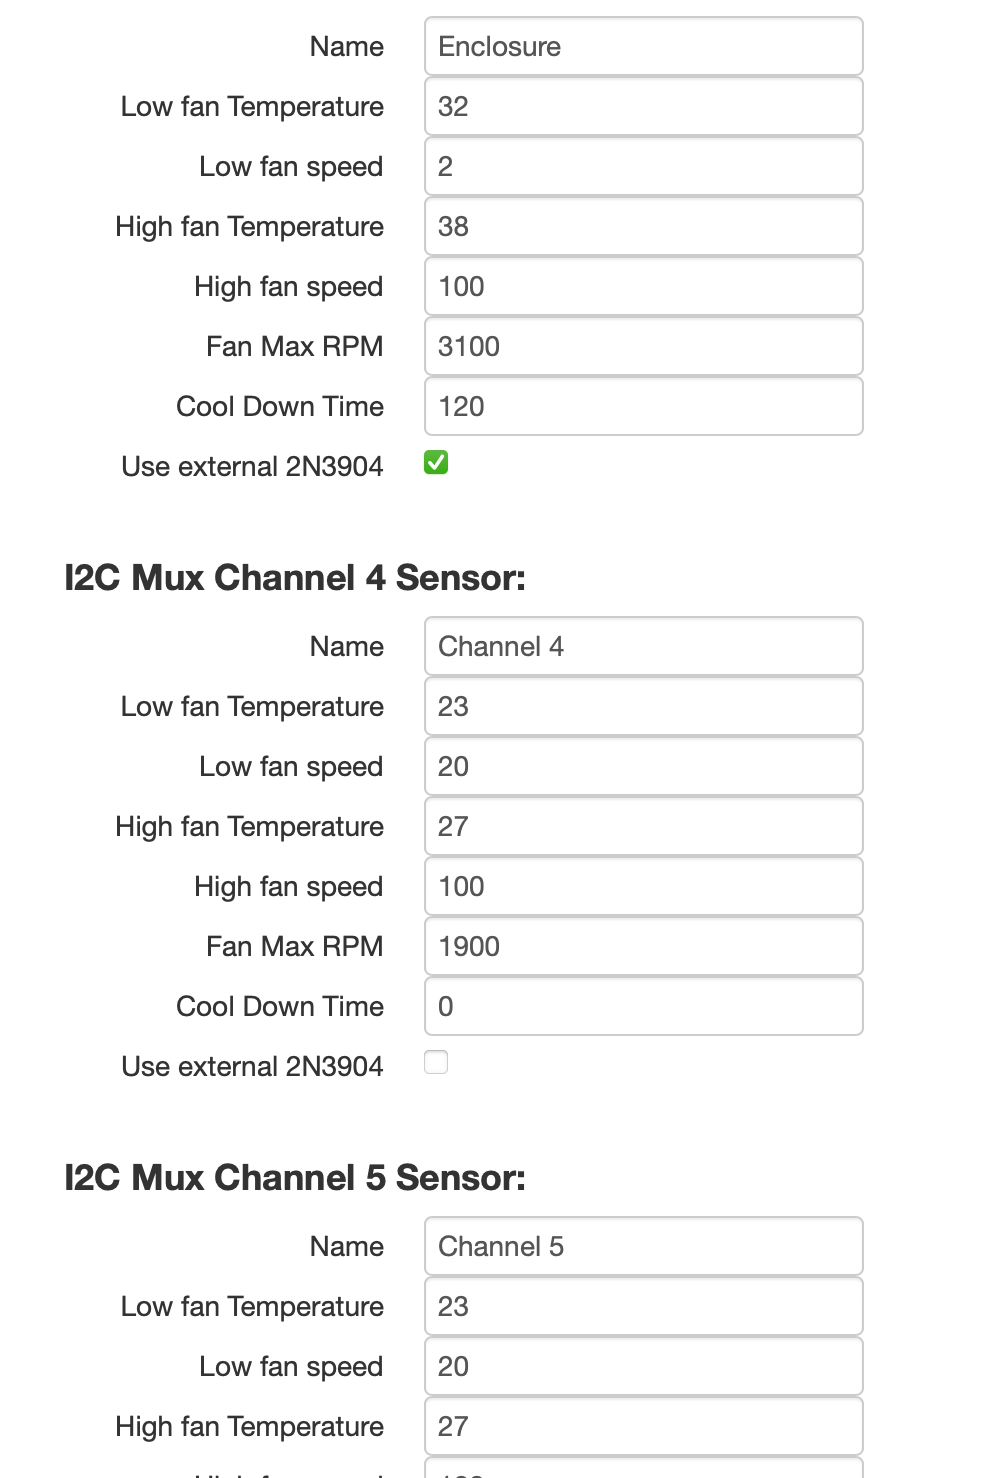 Name Enclosure
Low fan Temperature 32
Low fan speed 2
High fan Temperature 38
High fan speed 100
Fan Max RPM 3100
Cool Down Time 120
Use external 2N3904
I2C Mux Channel 4 Sensor:
Name Channel 4
Low fan Temperature 23
Low fan speed 20
High fan Temperature 27
High fan speed 100
Fan Max RPM 1900
Cool Down Time 0
Use external 2N3904
I2C Mux Channel 5 Sensor:
Name Channel 5
Low fan Temperature 23
Low fan speed 20
High fan Temperature 27